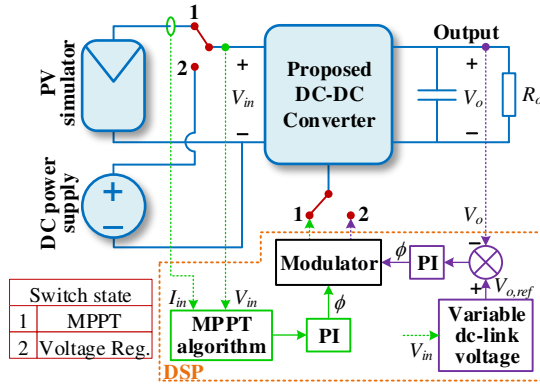 1
Output
PV
simulator
2
+
V_in
−
Proposed
DC-DC
Converter
+
V_o
−
R_o
DC power
supply
+
−
1
2
V_o
Modulator
ϕ
PI
−
+
V_o,ref
Switch state
1 MPPT
2 Voltage Reg.
I_in
V_in
ϕ
MPPT
algorithm
PI
V_in
Variable
dc-link
voltage
DSP